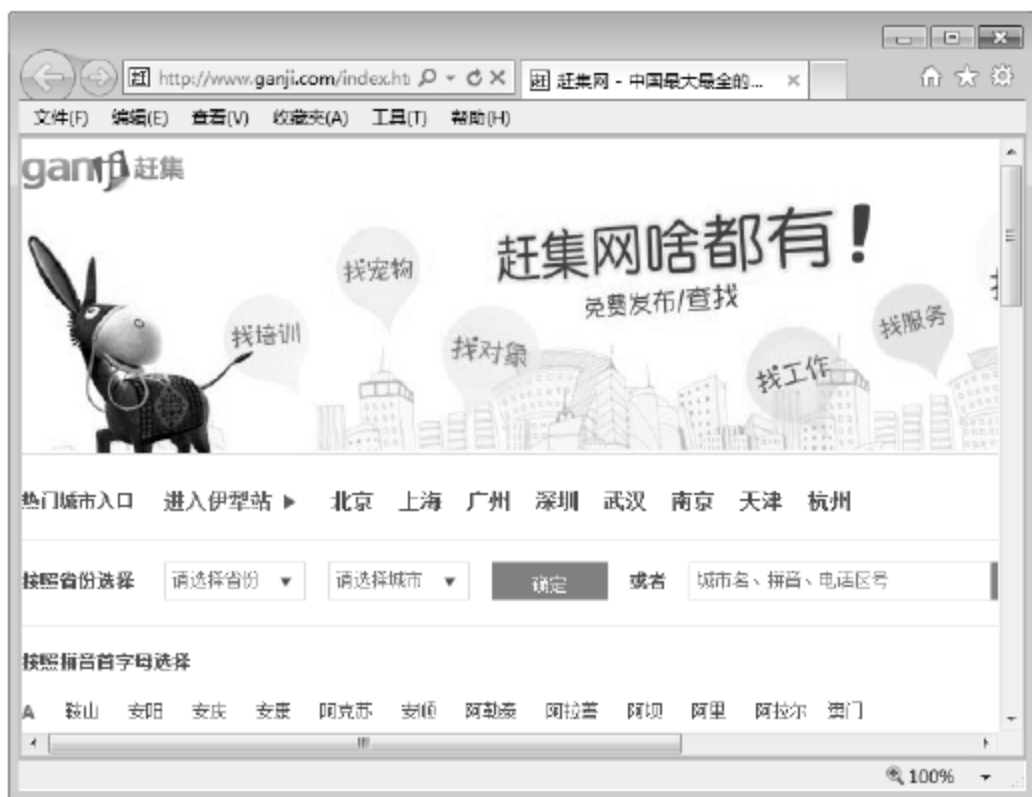 http://www.ganji.com/index.ht
赶集网 - 中国最大最全的...
文件(F) 编辑(E) 查看(V) 收藏夹(A) 工具(T) 帮助(H)
ganji 赶集
赶集网啥都有!
免费发布/查找
找宠物
找培训
找对象
找工作
找服务
热门城市入口 进入伊犁站 ▶ 北京 上海 广州 深圳 武汉 南京 天津 杭州
按照省份选择 请选择省份 ▼ 请选择城市 ▼ 确定 或者 城市名、拼音、电话区号
按照拼音首字母选择
A 鞍山 安阳 安庆 安康 阿克苏 安顺 阿勒泰 阿拉善 阿坝 阿里 阿拉尔 澳门
100%